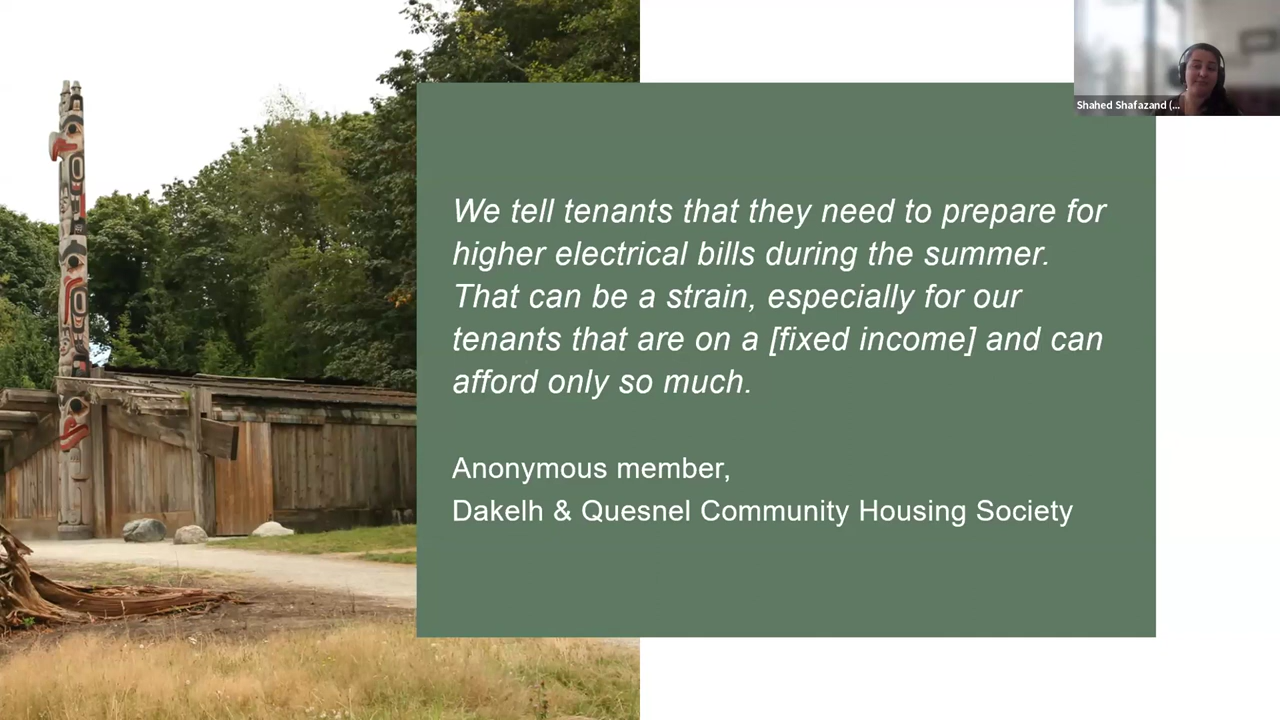 Shahed Shafazand (...
We tell tenants that they need to prepare for
higher electrical bills during the summer.
That can be a strain, especially for our
tenants that are on a [fixed income] and can
afford only so much.
Anonymous member,
Dakelh & Quesnel Community Housing Society